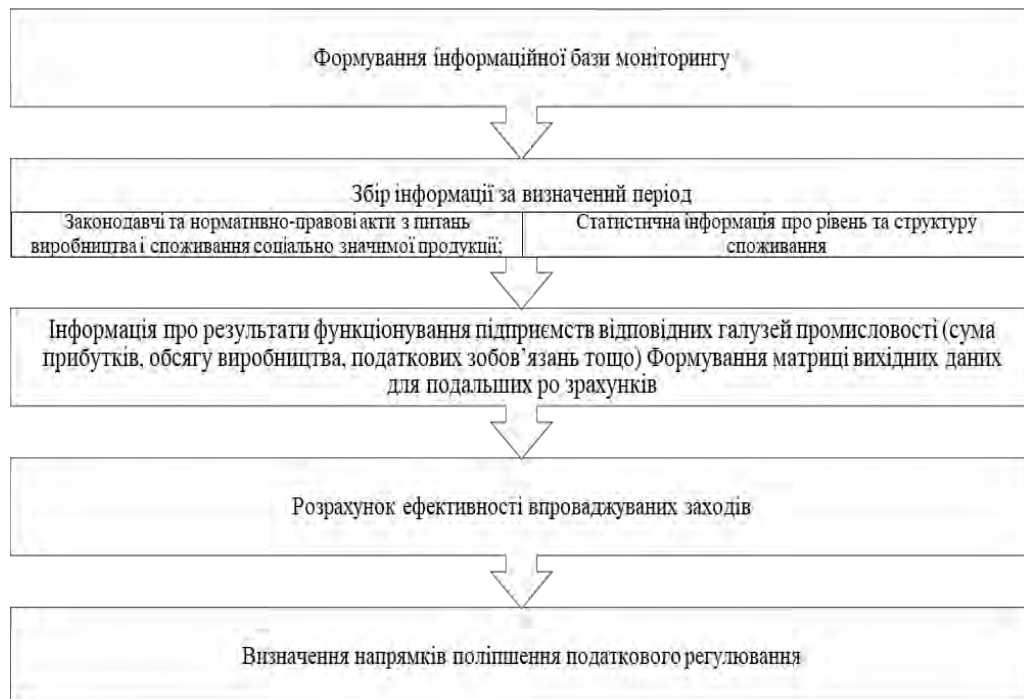 Формування інформаційної бази моніторингу
Збір інформації за визначений період
Законодавчі та нормативно-правові акти з питань
виробництва і споживання соціально значимої продукції;
Статистична інформація про рівень та структуру
споживання
Інформація про результати функціонування підприємств відповідних галузей промисловості (сума
прибутків, обсягу виробництва, податкових зобов’язань тощо) Формування матриці вихідних даних
для подальших ро зрахунків
Розрахунок ефективності впроваджуваних заходів
Визначення напрямків поліпшення податкового регулювання